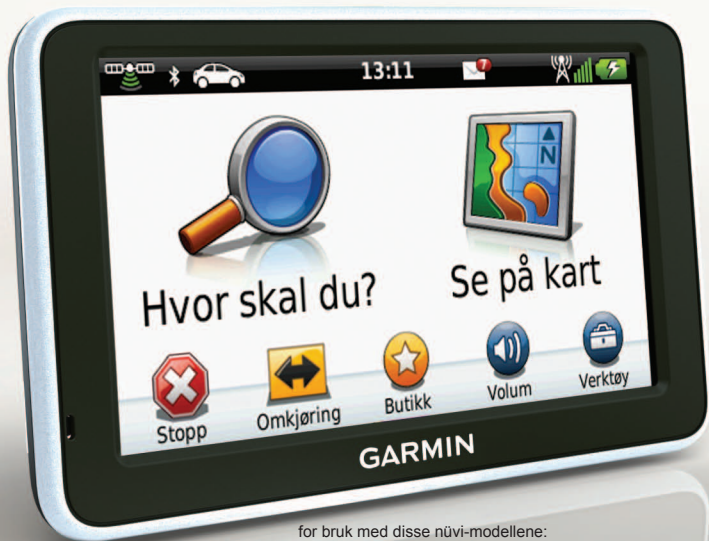 13:11
7
N
Hvor skal du?
Se på kart
Stopp
Omkjøring
Butikk
Volum
Verktøy
GARMIN
for bruk med disse nüvi-modellene: